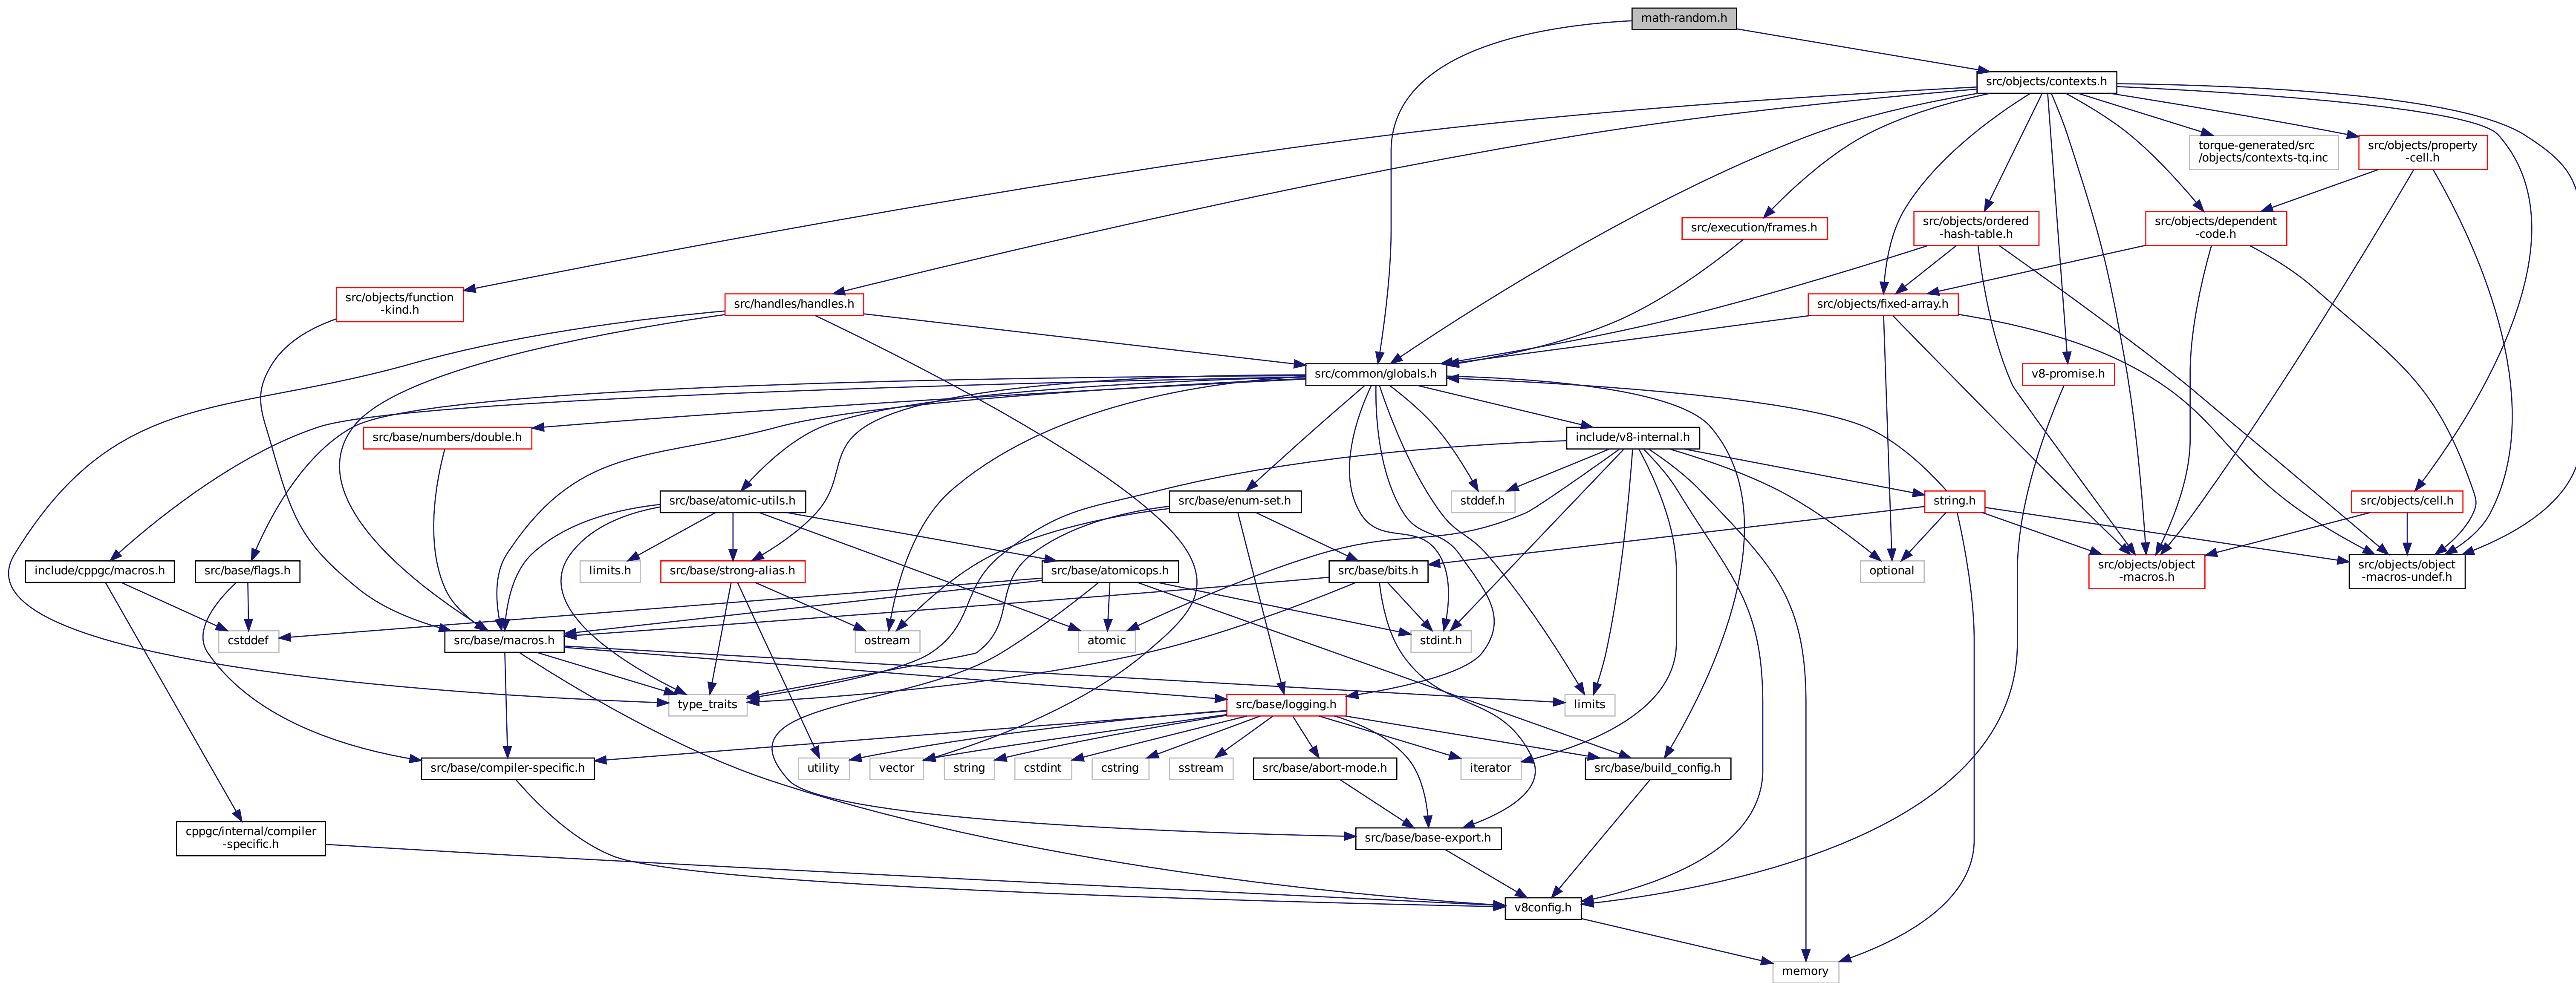 math-random.h
src/objects/contexts.h
torque-generated/src
/objects/contexts-tq.inc
src/objects/property
-cell.h
src/execution/frames.h
src/objects/ordered
-hash-table.h
src/objects/dependent
-code.h
src/objects/function
-kind.h
src/handles/handles.h
src/objects/fixed-array.h
src/common/globals.h
v8-promise.h
src/base/numbers/double.h
include/v8-internal.h
src/base/atomic-utils.h
src/base/enum-set.h
stddef.h
string.h
src/objects/cell.h
include/cppgc/macros.h
src/base/flags.h
limits.h
src/base/strong-alias.h
src/base/atomicops.h
src/base/bits.h
optional
src/objects/object
-macros.h
src/objects/object
-macros-undef.h
cstddef
src/base/macros.h
ostream
atomic
stdint.h
type_traits
src/base/logging.h
limits
src/base/compiler-specific.h
utility
vector
string
cstdint
cstring
sstream
src/base/abort-mode.h
iterator
src/base/build_config.h
cppgc/internal/compiler
-specific.h
src/base/base-export.h
v8config.h
memory